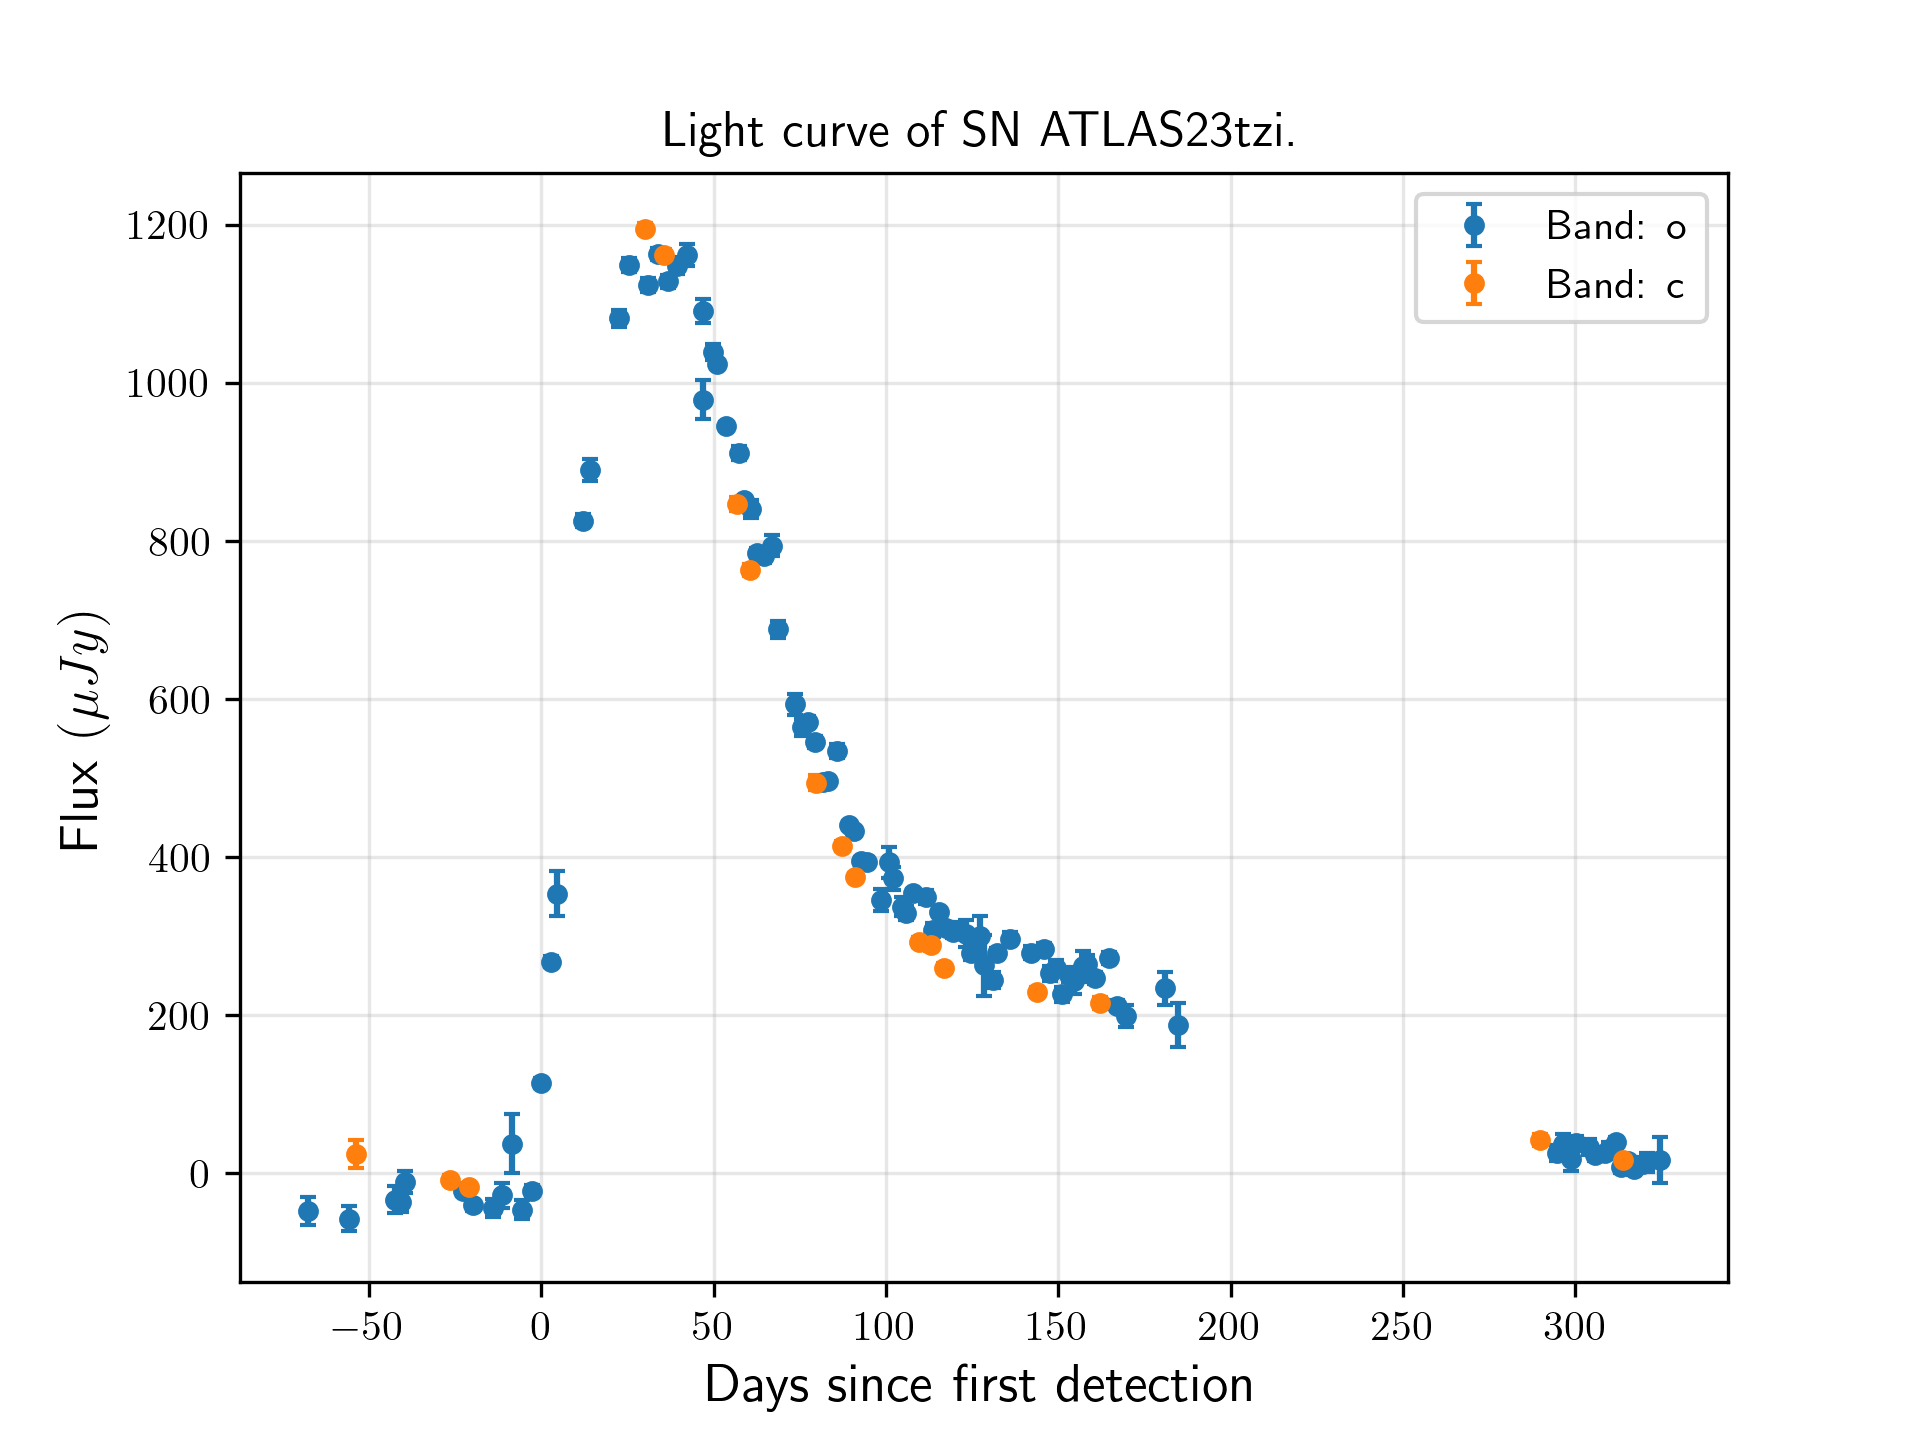 Light curve of SN ATLAS23tzi.
Band: o
Band: c
Flux (μJy)
1200
1000
800
600
400
200
0
−50 0 50 100 150 200 250 300
Days since first detection